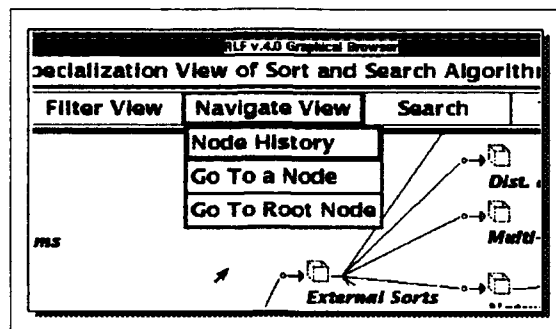 RLF v.4.0 Graphical Browser
pecialization View of Sort and Search Algorith
Filter View Navigate View Search
Node History
Go To a Node
Go To Root Node
Dist.
Multi-
ms
External Sorts